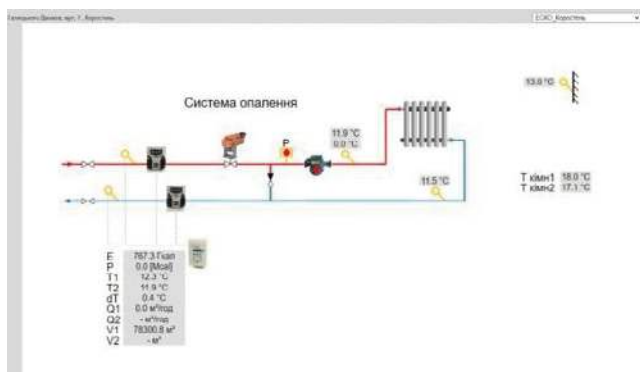 ЕСКО_Коростень
13.0 °C
Система опалення
P
11.9 °C
0.0 °C
11.5 °C
Т кімн1 18.0 °C
Т кімн2 17.1 °C
E 767.3 Гкал
P 0.0 [Mcal]
T1 12.3 °C
T2 11.9 °C
dT 0.4 °C
Q1 0.0 м³/год
Q2 - м³/год
V1 78300.8 м³
V2 - м³